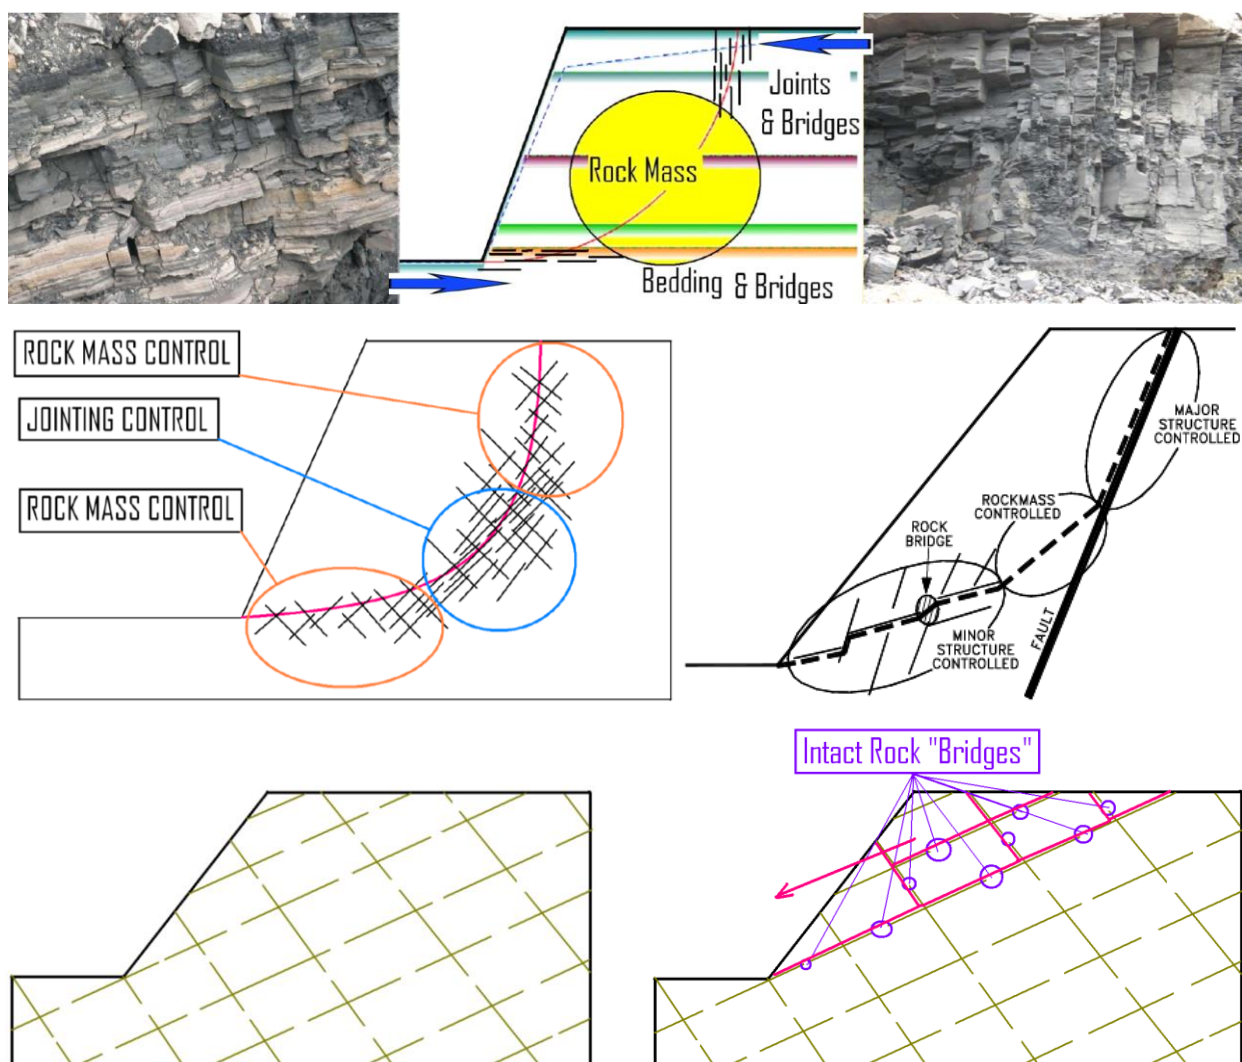 Joints
& Bridges
Rock Mass
Bedding & Bridges
ROCK MASS CONTROL
JOINTING CONTROL
ROCK MASS CONTROL
MAJOR
STRUCTURE
CONTROLLED
ROCKMASS
CONTROLLED
ROCK
BRIDGE
MINOR
STRUCTURE
CONTROLLED
FAULT
Intact Rock "Bridges"